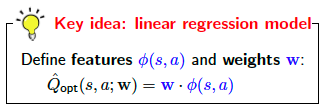 Key idea: linear regression model
Define features ϕ(s, a) and weights w:
Q̂opt(s, a; w) = w · ϕ(s, a)